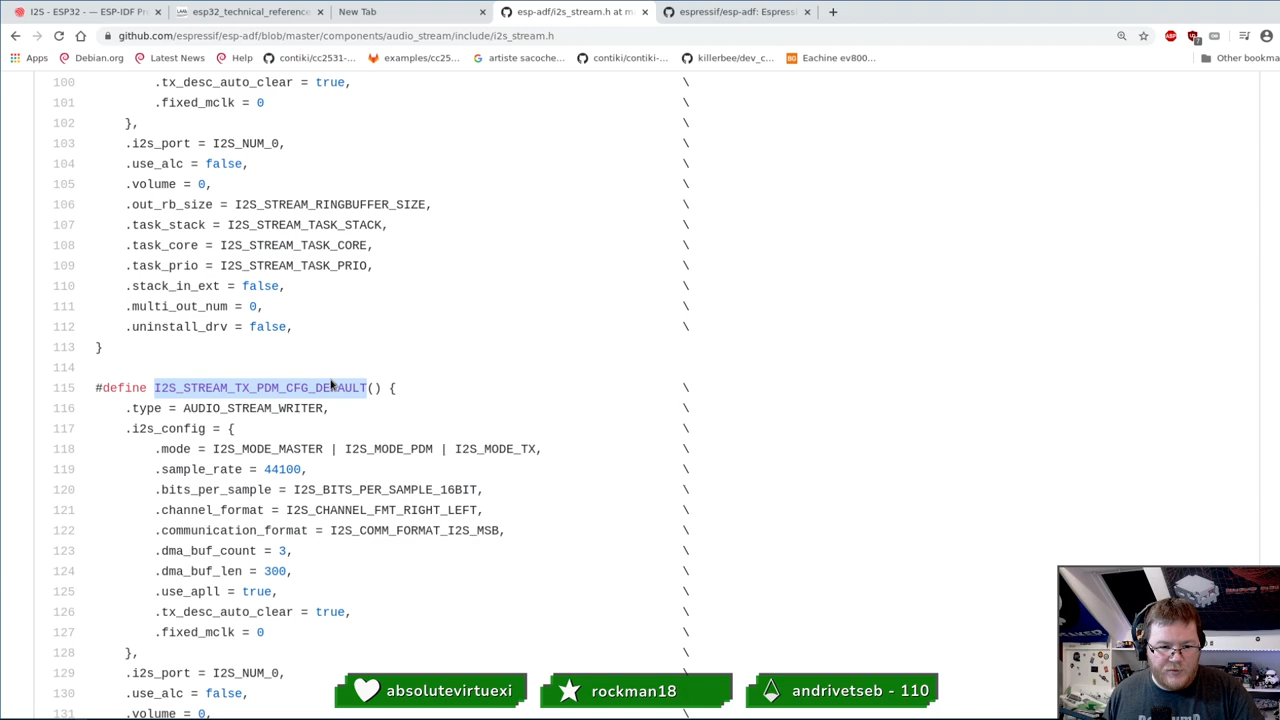 I2S - ESP32 - — ESP-IDF Pr
esp32_technical_reference
New Tab
esp-adf/i2s_stream.h at m
espressif/esp-adf: Espressi
github.com/espressif/esp-adf/blob/master/components/audio_stream/include/i2s_stream.h
Apps
Debian.org
Latest News
Help
contiki/cc2531-...
examples/cc25...
artiste sacoche...
contiki/contiki-...
killerbee/dev_c...
Eachine ev800...
Other bookma
100 .tx_desc_auto_clear = true, \
101 .fixed_mclk = 0 \
102 }, \
103 .i2s_port = I2S_NUM_0, \
104 .use_alc = false, \
105 .volume = 0, \
106 .out_rb_size = I2S_STREAM_RINGBUFFER_SIZE, \
107 .task_stack = I2S_STREAM_TASK_STACK, \
108 .task_core = I2S_STREAM_TASK_CORE, \
109 .task_prio = I2S_STREAM_TASK_PRIO, \
110 .stack_in_ext = false, \
111 .multi_out_num = 0, \
112 .uninstall_drv = false, \
113 }
114
115 #define I2S_STREAM_TX_PDM_CFG_DEFAULT() { \
116 .type = AUDIO_STREAM_WRITER, \
117 .i2s_config = { \
118 .mode = I2S_MODE_MASTER | I2S_MODE_PDM | I2S_MODE_TX, \
119 .sample_rate = 44100, \
120 .bits_per_sample = I2S_BITS_PER_SAMPLE_16BIT, \
121 .channel_format = I2S_CHANNEL_FMT_RIGHT_LEFT, \
122 .communication_format = I2S_COMM_FORMAT_I2S_MSB, \
123 .dma_buf_count = 3, \
124 .dma_buf_len = 300, \
125 .use_apll = true, \
126 .tx_desc_auto_clear = true, \
127 .fixed_mclk = 0 \
128 }, \
129 .i2s_port = I2S_NUM_0, \
130 .use_alc = false,
131 .volume = 0, \
absolutevirtuexi
rockman18
andrivetseb - 110